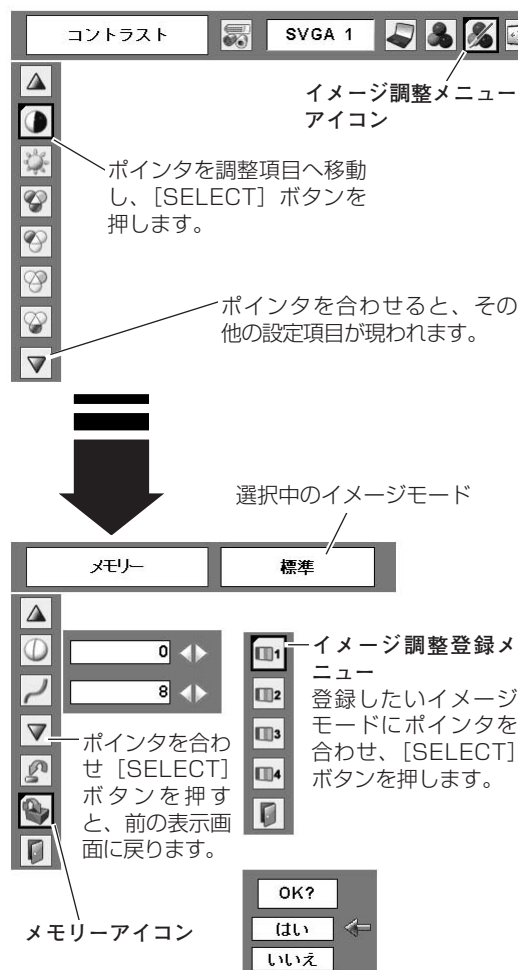 コントラスト
SVGA 1
イメージ調整メニュー
アイコン
ポインタを調整項目へ移動
し、[SELECT] ボタンを
押します。
ポインタを合わせると、その
他の設定項目が現われます。
選択中のイメージモード
メモリー
標準
0
8
1
2
3
4
イメージ調整登録メ
ニュー
登録したいイメージ
モードにポインタを
合わせ、[SELECT]
ボタンを押します。
ポインタを合わ
せ [SELECT]
ボタンを押す
と、前の表示画
面に戻ります。
メモリーアイコン
OK?
はい
いいえ